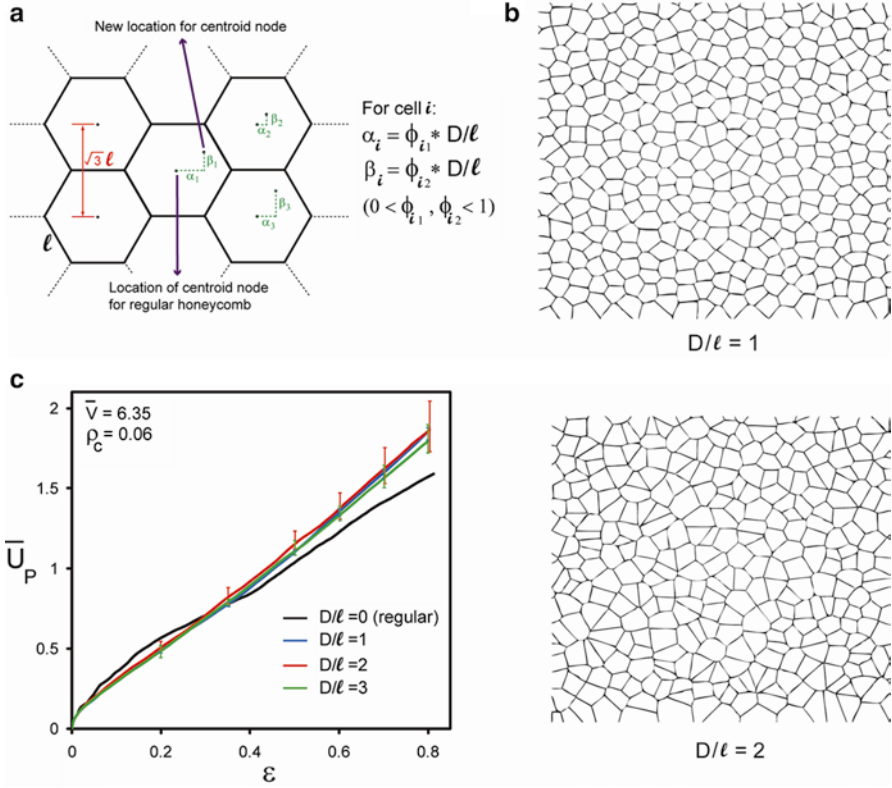 a
New location for centroid node
√3 ℓ
ℓ
α₁
β₁
α₂
β₂
α₃
β₃
Location of centroid node
for regular honeycomb
For cell i:
αᵢ = ϕᵢ₁ * D/ℓ
βᵢ = ϕᵢ₂ * D/ℓ
(0 < ϕᵢ₁ , ϕᵢ₂ < 1)
b
D/ℓ = 1
D/ℓ = 2
c
V̅ = 6.35
ρc = 0.06
U̅P
2
1.5
1
0.5
0
0
0.2
0.4
0.6
0.8
ε
D/ℓ =0 (regular)
D/ℓ =1
D/ℓ =2
D/ℓ =3